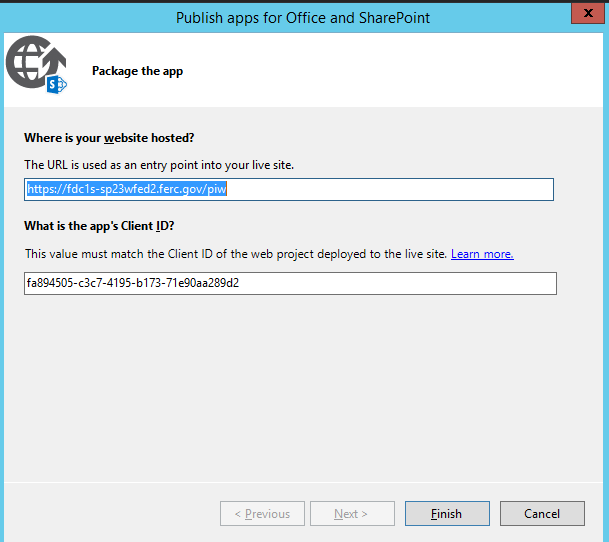 Publish apps for Office and SharePoint
x
S
Package the app
Where is your website hosted?
The URL is used as an entry point into your live site.
https://fdc1s-sp23wfed2.ferc.gov/piw
What is the app's Client ID?
This value must match the Client ID of the web project deployed to the live site. Learn more.
fa894505-c3c7-4195-b173-71e90aa289d2
< Previous
Next >
Finish
Cancel